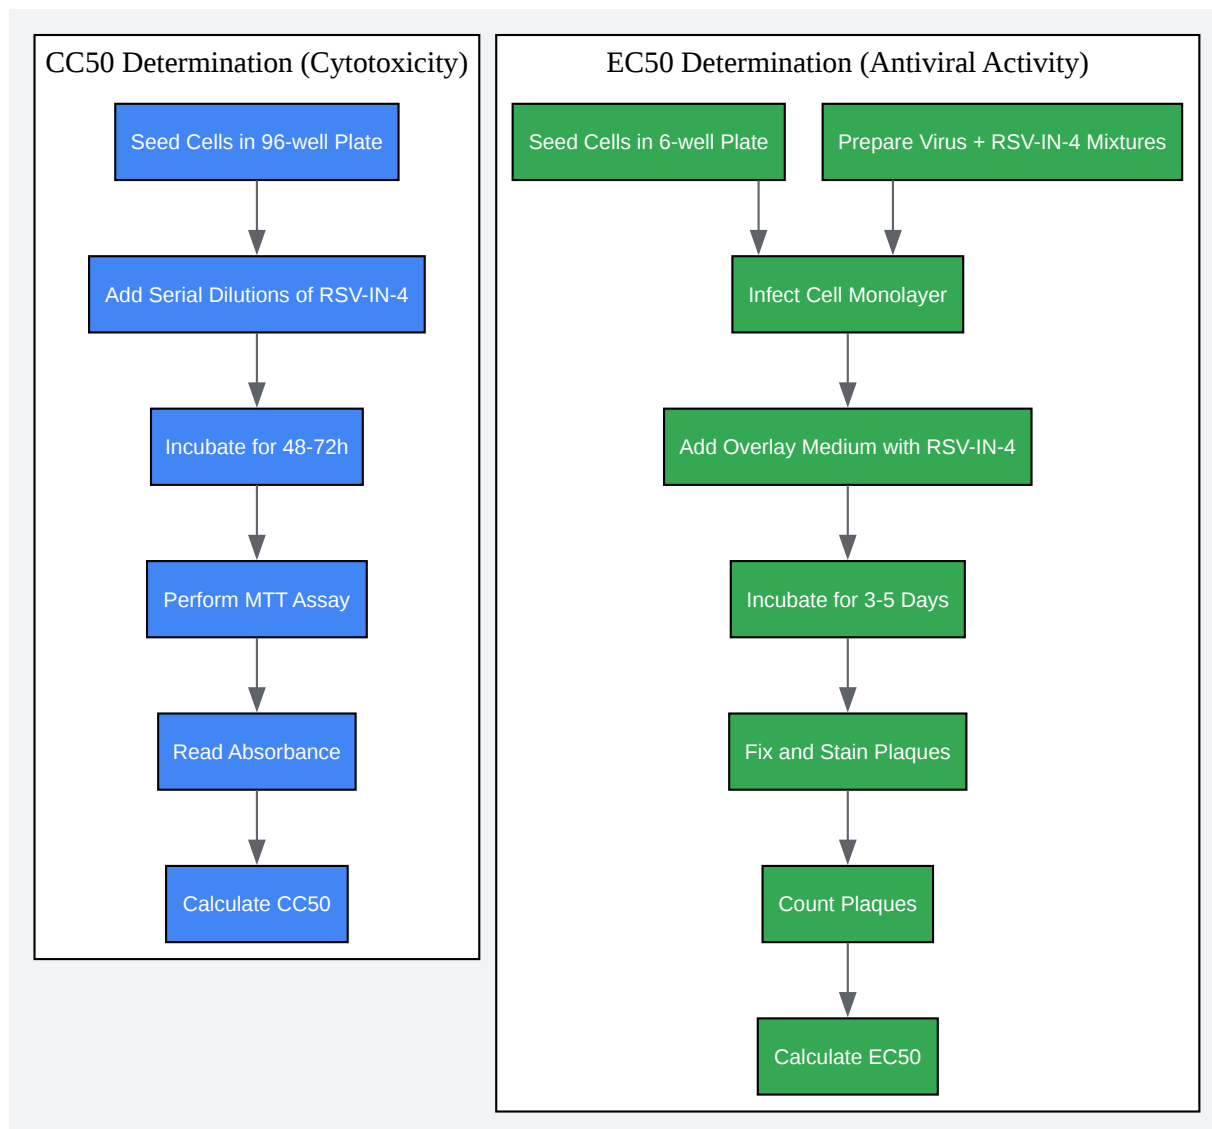 CC50 Determination (Cytotoxicity)
Seed Cells in 96-well Plate
Add Serial Dilutions of RSV-IN-4
Incubate for 48-72h
Perform MTT Assay
Read Absorbance
Calculate CC50
EC50 Determination (Antiviral Activity)
Seed Cells in 6-well Plate
Prepare Virus + RSV-IN-4 Mixtures
Infect Cell Monolayer
Add Overlay Medium with RSV-IN-4
Incubate for 3-5 Days
Fix and Stain Plaques
Count Plaques
Calculate EC50